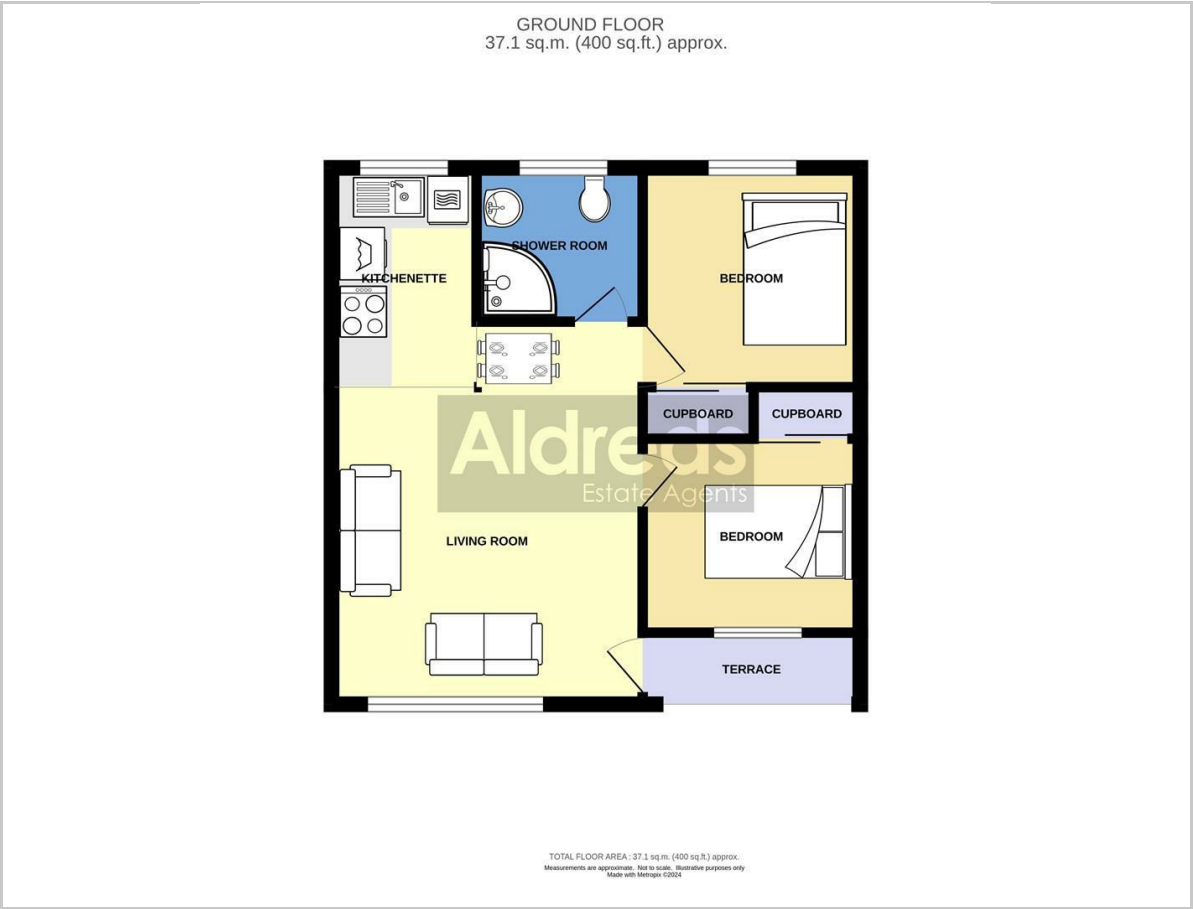 GROUND FLOOR
37.1 sq.m. (400 sq.ft.) approx.
SHOWER ROOM
KITCHENETTE
BEDROOM
CUPBOARD
CUPBOARD
Aldreds
Estate Agents
BEDROOM
LIVING ROOM
TERRACE
TOTAL FLOOR AREA : 37.1 sq.m. (400 sq.ft.) approx.
Measurements are approximate. Not to scale. Illustrative purposes only
Made with Metropix ©2024